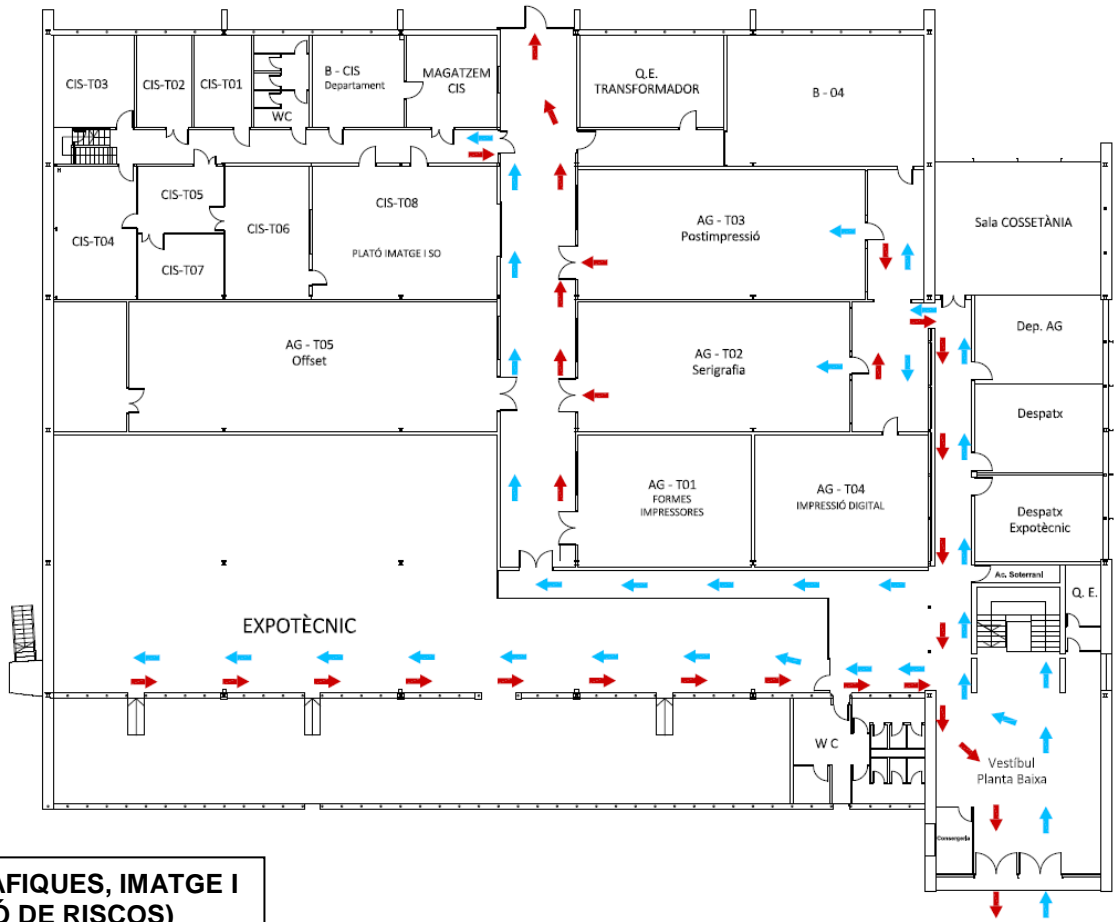 CIS-T03
CIS-T02
CIS-T01
WC
B - CIS
Departament
MAGATZEM
CIS
Q.E.
TRANSFORMADOR
B - 04
CIS-T04
CIS-T05
CIS-T07
CIS-T06
CIS-T08
PLATÓ IMATGE I SO
AG - T03
Postimpressió
Sala COSSETÀNIA
AG - T05
Offset
AG - T02
Serigrafia
Dep. AG
Despatx
AG - T01
FORMES
IMPRESSORES
AG - T04
IMPRESSIÓ DIGITAL
Despatx
Expotècnic
Ac. Soterrani
Q. E.
EXPOTÈCNIC
W C
Vestíbul
Planta Baixa
Consergeria
AFIQUES, IMATGE I
Ó DE RISCOS)